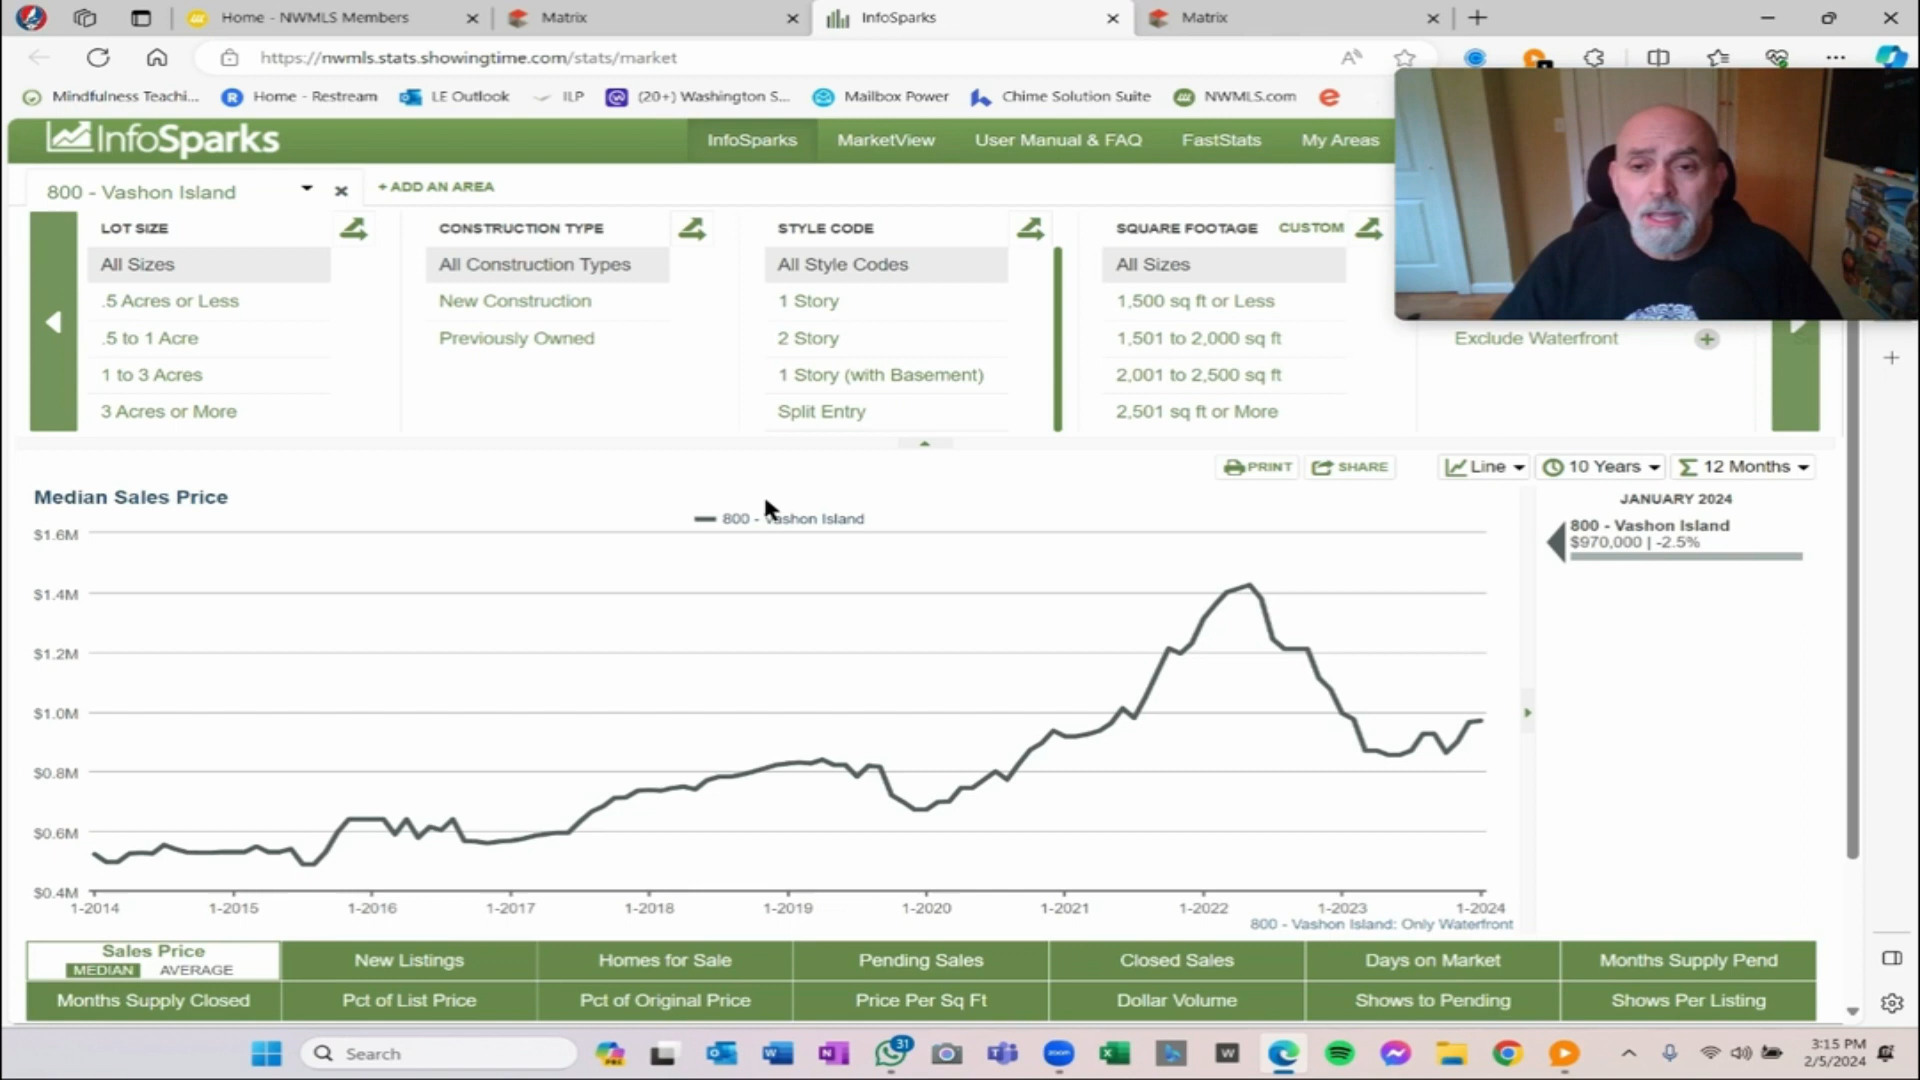 Home - NWMLS Members
Matrix
InfoSparks
Matrix
https://nwmls.stats.showingtime.com/stats/market
Mindfulness Teachi...
Home - Restream
LE Outlook
ILP
(20+) Washington S...
Mailbox Power
Chime Solution Suite
NWMLS.com
InfoSparks
InfoSparks
MarketView
User Manual & FAQ
FastStats
My Areas
800 - Vashon Island
+ ADD AN AREA
LOT SIZE
All Sizes
.5 Acres or Less
.5 to 1 Acre
1 to 3 Acres
3 Acres or More
CONSTRUCTION TYPE
All Construction Types
New Construction
Previously Owned
STYLE CODE
All Style Codes
1 Story
2 Story
1 Story (with Basement)
Split Entry
SQUARE FOOTAGE
CUSTOM
All Sizes
1,500 sq ft or Less
1,501 to 2,000 sq ft
2,001 to 2,500 sq ft
2,501 sq ft or More
Exclude Waterfront
PRINT
SHARE
Line
10 Years
12 Months
Median Sales Price
800 - Vashon Island
JANUARY 2024
800 - Vashon Island
$970,000 | -2.5%
$1.6M
$1.4M
$1.2M
$1.0M
$0.8M
$0.6M
$0.4M
1-2014
1-2015
1-2016
1-2017
1-2018
1-2019
1-2020
1-2021
1-2022
1-2023
1-2024
800 - Vashon Island: Only Waterfront
Sales Price
MEDIAN
AVERAGE
New Listings
Homes for Sale
Pending Sales
Closed Sales
Days on Market
Months Supply Pend
Months Supply Closed
Pct of List Price
Pct of Original Price
Price Per Sq Ft
Dollar Volume
Shows to Pending
Shows Per Listing
Search
31
3:15 PM
2/5/2024